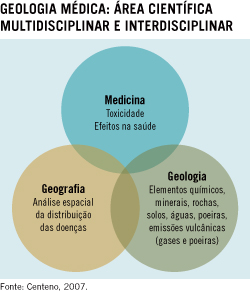 GEOLOGIA MÉDICA: ÁREA CIENTÍFICA
MULTIDISCIPLINAR E INTERDISCIPLINAR
Medicina
Toxicidade
Efeitos na saúde
Geografia
Análise espacial
da distribuição
das doenças
Geologia
Elementos químicos,
minerais, rochas,
solos, águas, poeiras,
emissões vulcânicas
(gases e poeiras)
Fonte: Centeno, 2007.